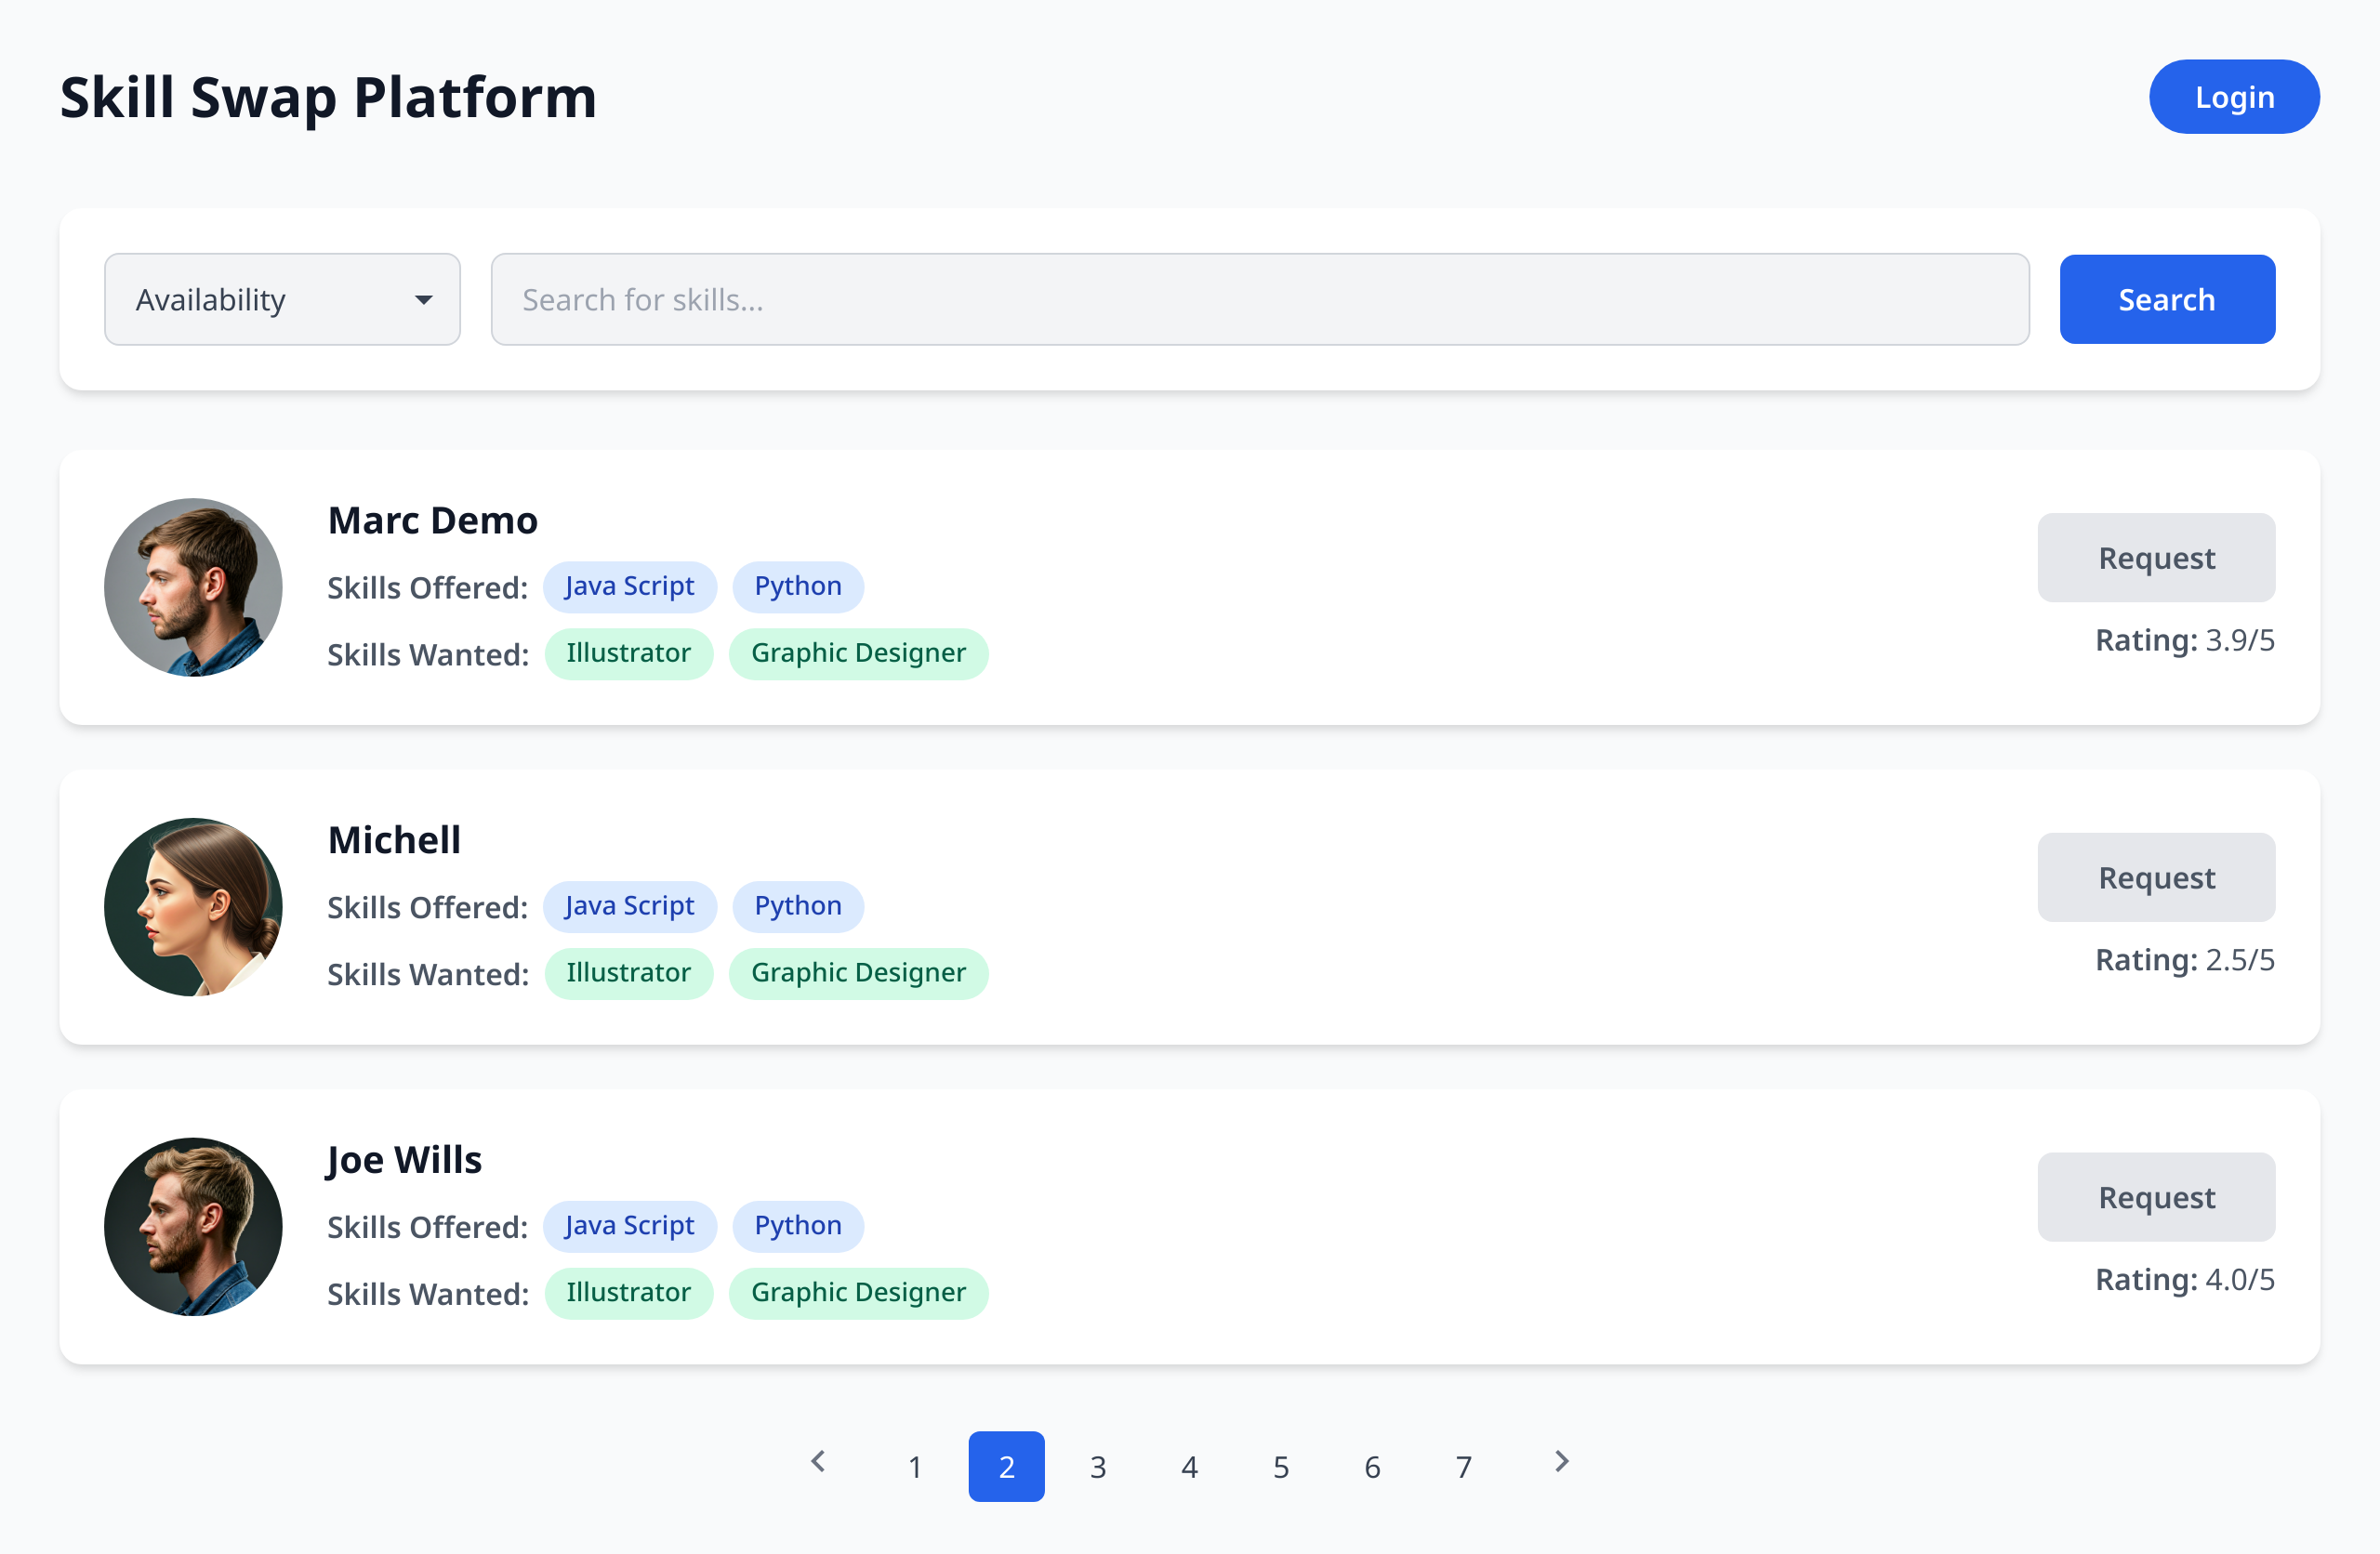 Skill Swap Platform
Login
Availability
Search for skills...
Search
Marc Demo
Skills Offered: Java Script Python
Skills Wanted: Illustrator Graphic Designer
Request
Rating: 3.9/5
Michell
Skills Offered: Java Script Python
Skills Wanted: Illustrator Graphic Designer
Request
Rating: 2.5/5
Joe Wills
Skills Offered: Java Script Python
Skills Wanted: Illustrator Graphic Designer
Request
Rating: 4.0/5
1 2 3 4 5 6 7